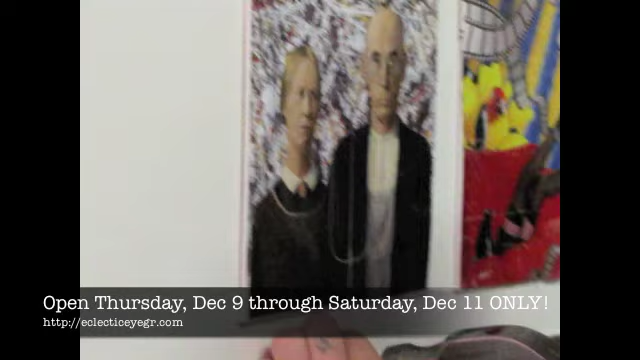 Open Thursday, Dec 9 through Saturday, Dec 11 ONLY!
http://eclecticeyegr.com